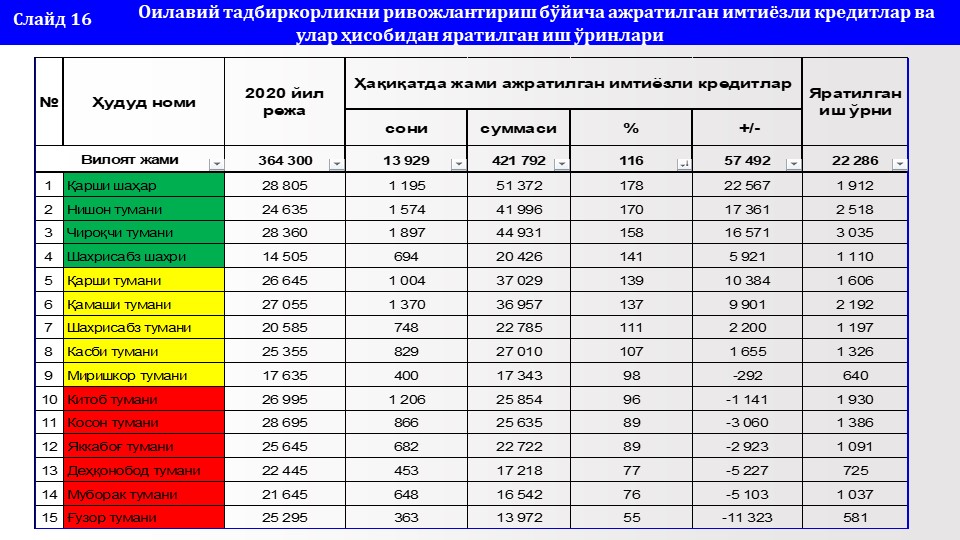 Слайд 16
Оилавий тадбиркорликни ривожлантириш бўйича ажратилган имтиёзли кредитлар ва
улар ҳисобидан яратилган иш ўринлари
№ Ҳудуд номи 2020 йил режа Ҳақиқатда жами ажратилган имтиёзли кредитлар Яратилган иш ўрни
сони суммаси % +/-
Вилоят жами 364 300 13 929 421 792 116 57 492 22 286
1 Қарши шаҳар 28 805 1 195 51 372 178 22 567 1 912
2 Нишон тумани 24 635 1 574 41 996 170 17 361 2 518
3 Чироқчи тумани 28 360 1 897 44 931 158 16 571 3 035
4 Шахрисабз шаҳри 14 505 694 20 426 141 5 921 1 110
5 Қарши тумани 26 645 1 004 37 029 139 10 384 1 606
6 Қамаши тумани 27 055 1 370 36 957 137 9 901 2 192
7 Шахрисабз тумани 20 585 748 22 785 111 2 200 1 197
8 Касби тумани 25 355 829 27 010 107 1 655 1 326
9 Миришкор тумани 17 635 400 17 343 98 -292 640
10 Китоб тумани 26 995 1 206 25 854 96 -1 141 1 930
11 Косон тумани 28 695 866 25 635 89 -3 060 1 386
12 Яккабоғ тумани 25 645 682 22 722 89 -2 923 1 091
13 Деҳқонобод тумани 22 445 453 17 218 77 -5 227 725
14 Муборак тумани 21 645 648 16 542 76 -5 103 1 037
15 Ғузор тумани 25 295 363 13 972 55 -11 323 581